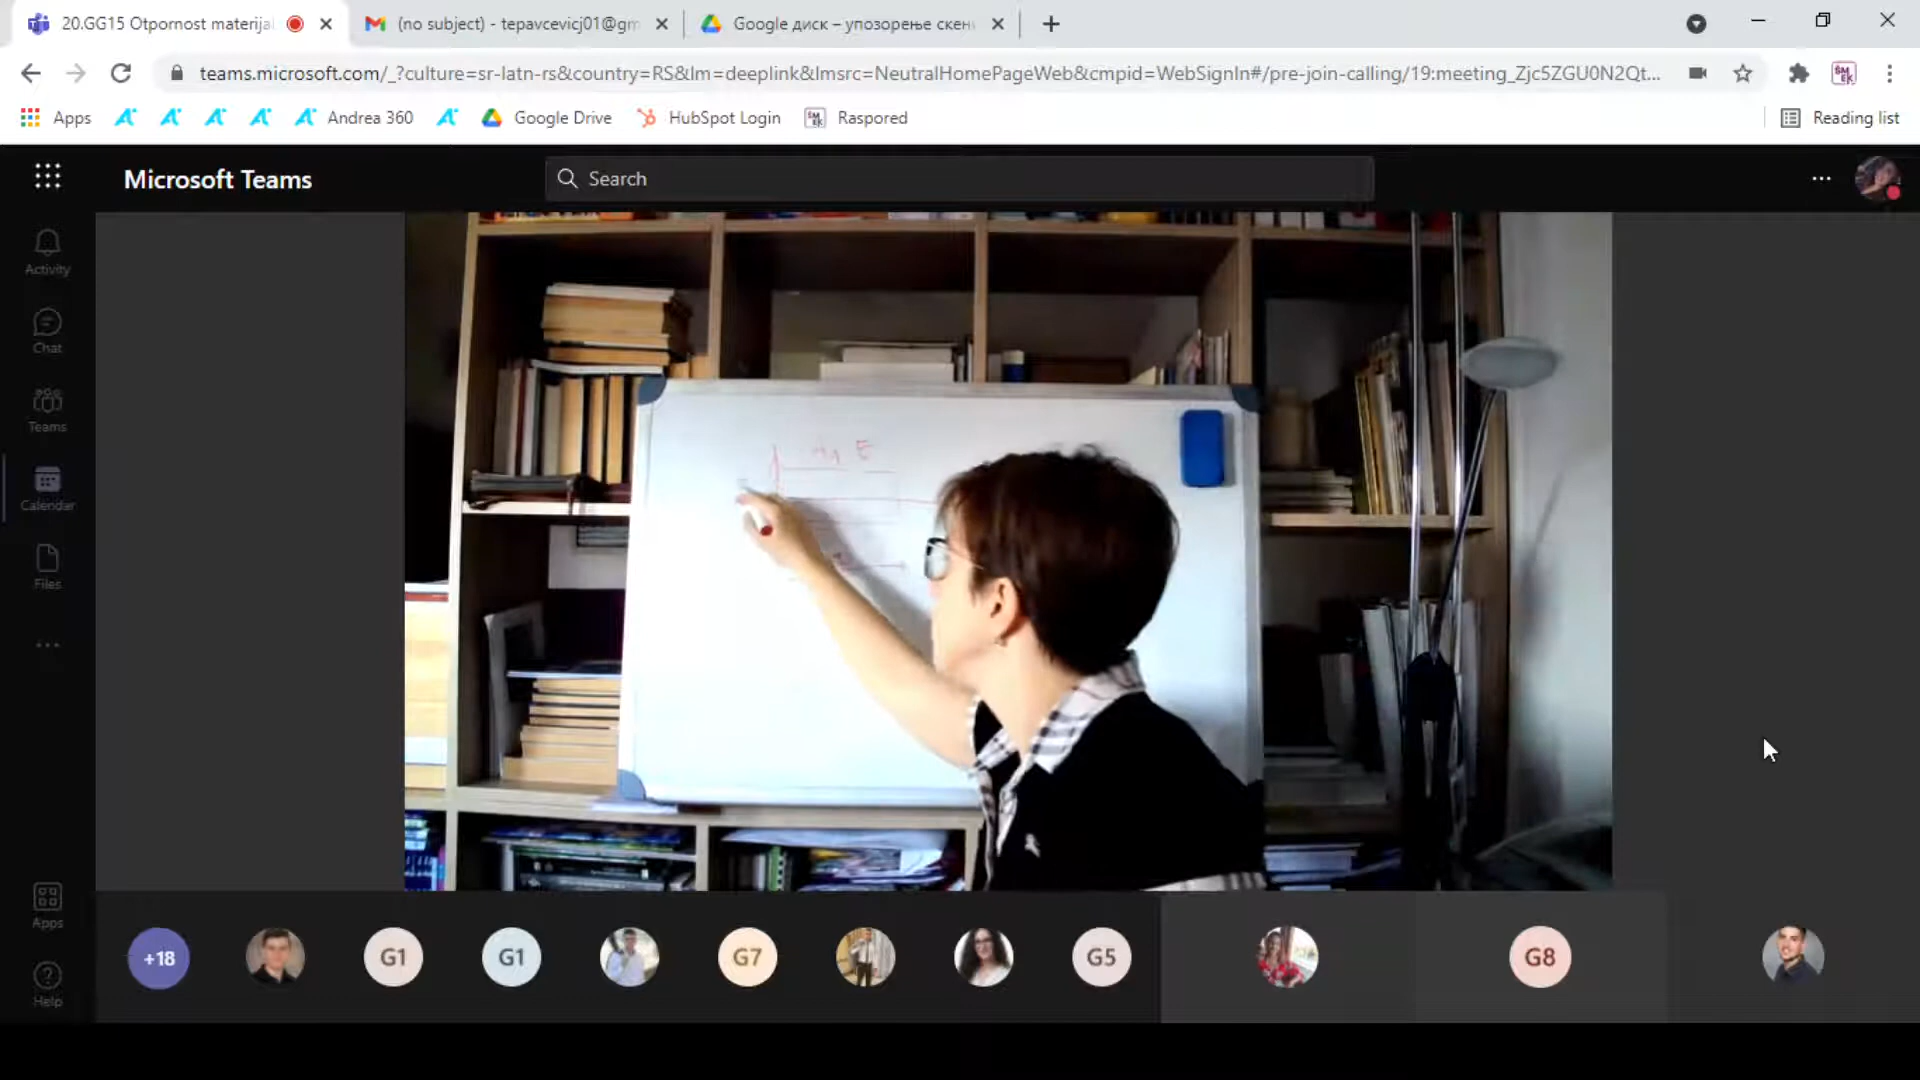 20.GG15 Otpornost materija
(no subject) - tepavcevicj01@gm
Google диск – упозорење скен
teams.microsoft.com/_?culture=sr-latn-rs&country=RS&lm=deeplink&lmsrc=NeutralHomePageWeb&cmpid=WebSignIn#/pre-join-calling/19:meeting_Zjc5ZGU0N2Qt...
Apps
Andrea 360
Google Drive
HubSpot Login
Raspored
Reading list
Microsoft Teams
Search
Activity
Chat
Teams
Calendar
Files
Apps
Help
+18
G1
G1
G7
G5
G8